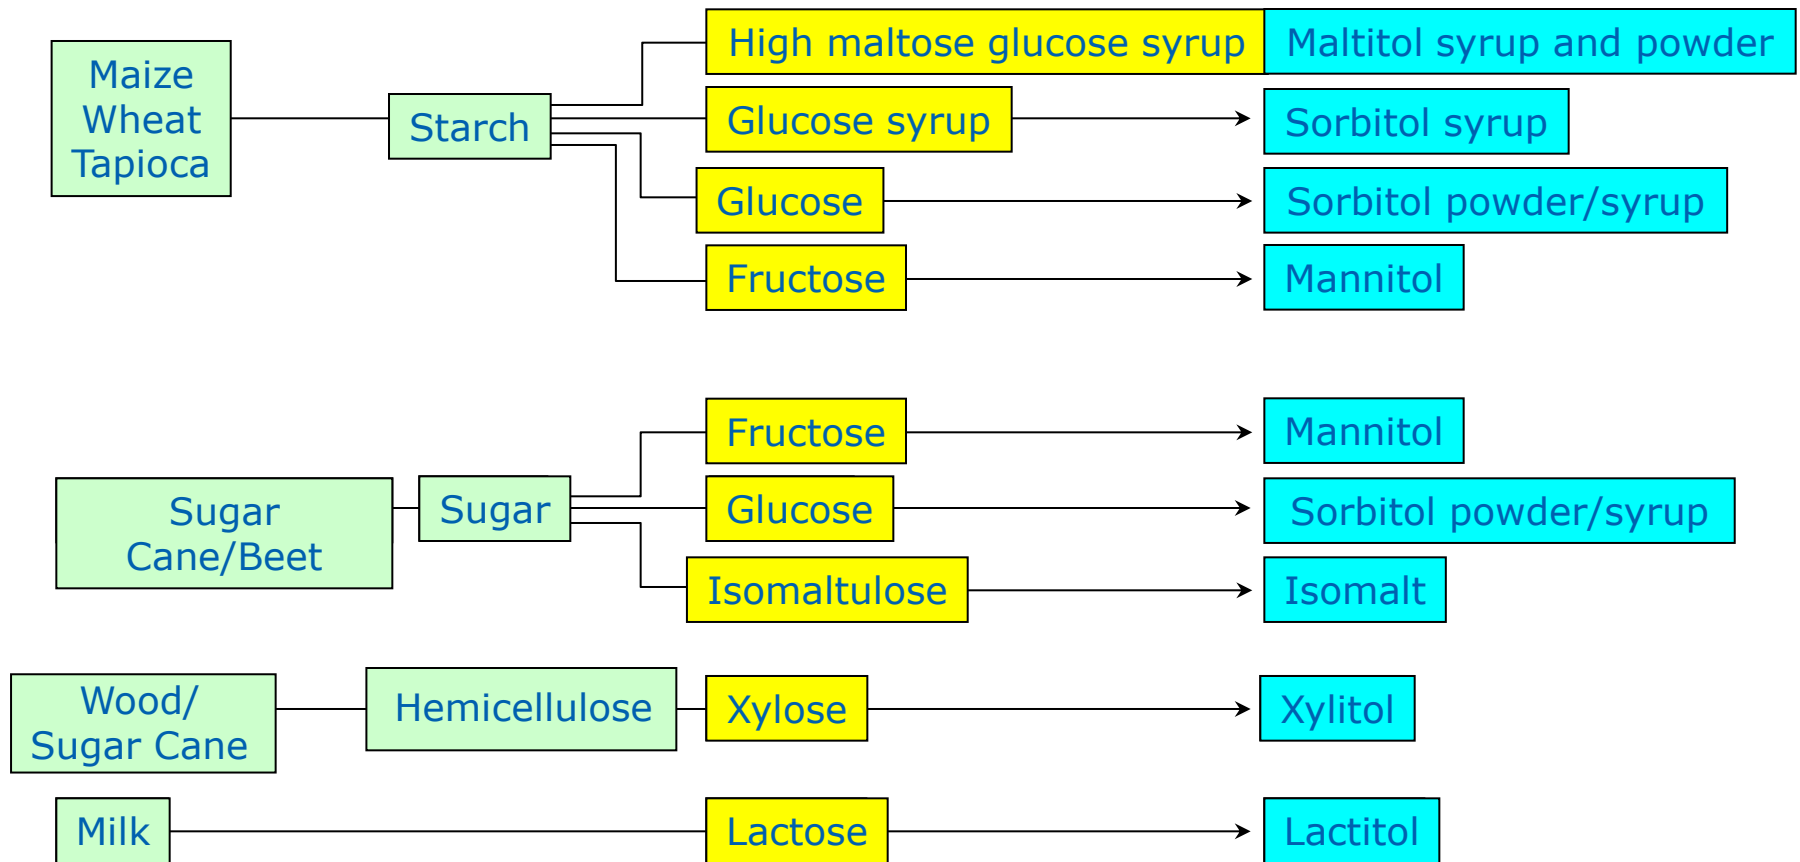 Maize
Wheat
Tapioca
Starch
High maltose glucose syrup
Maltitol syrup and powder
Glucose syrup
Sorbitol syrup
Glucose
Sorbitol powder/syrup
Fructose
Mannitol
Sugar
Cane/Beet
Sugar
Fructose
Mannitol
Glucose
Sorbitol powder/syrup
Isomaltulose
Isomalt
Wood/
Sugar Cane
Hemicellulose
Xylose
Xylitol
Milk
Lactose
Lactitol